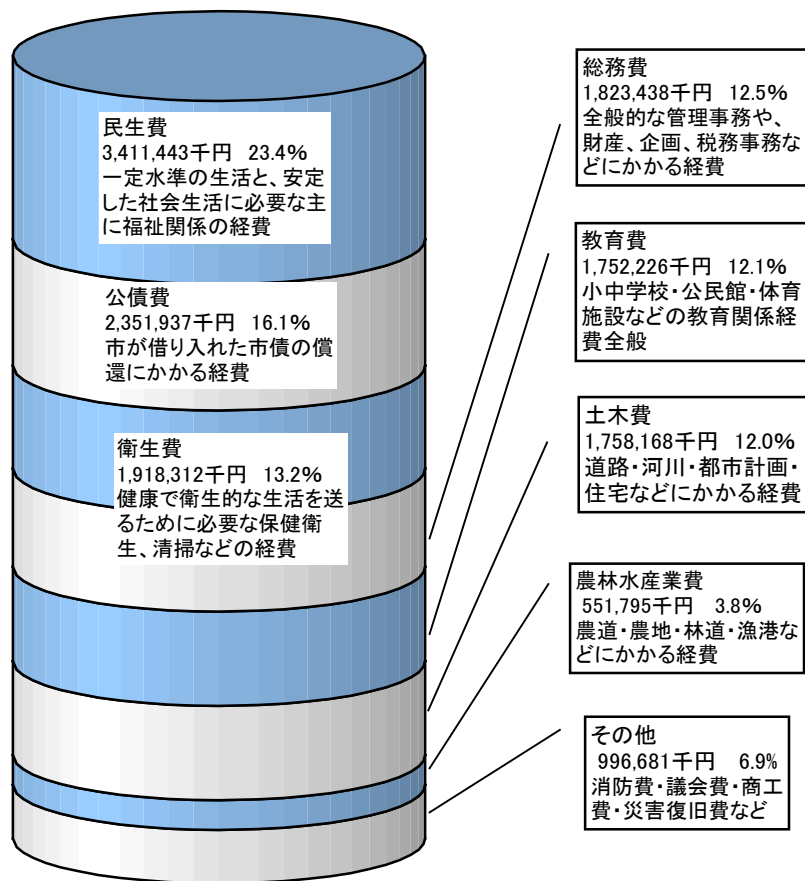 民生費
3,411,443千円 23.4%
一定水準の生活と、安定
した社会生活に必要な主
に福祉関係の経費
公債費
2,351,937千円 16.1%
市が借り入れた市債の償
還にかかる経費
衛生費
1,918,312千円 13.2%
健康で衛生的な生活を送
るために必要な保健衛
生、清掃などの経費
総務費
1,823,438千円 12.5%
全般的な管理事務や、
財産、企画、税務事務な
どにかかる経費
教育費
1,752,226千円 12.1%
小中学校・公民館・体育
施設などの教育関係経
費全般
土木費
1,758,168千円 12.0%
道路・河川・都市計画・
住宅などにかかる経費
農林水産業費
551,795千円 3.8%
農道・農地・林道・漁港な
どにかかる経費
その他
996,681千円 6.9%
消防費・議会費・商工
費・災害復旧費など